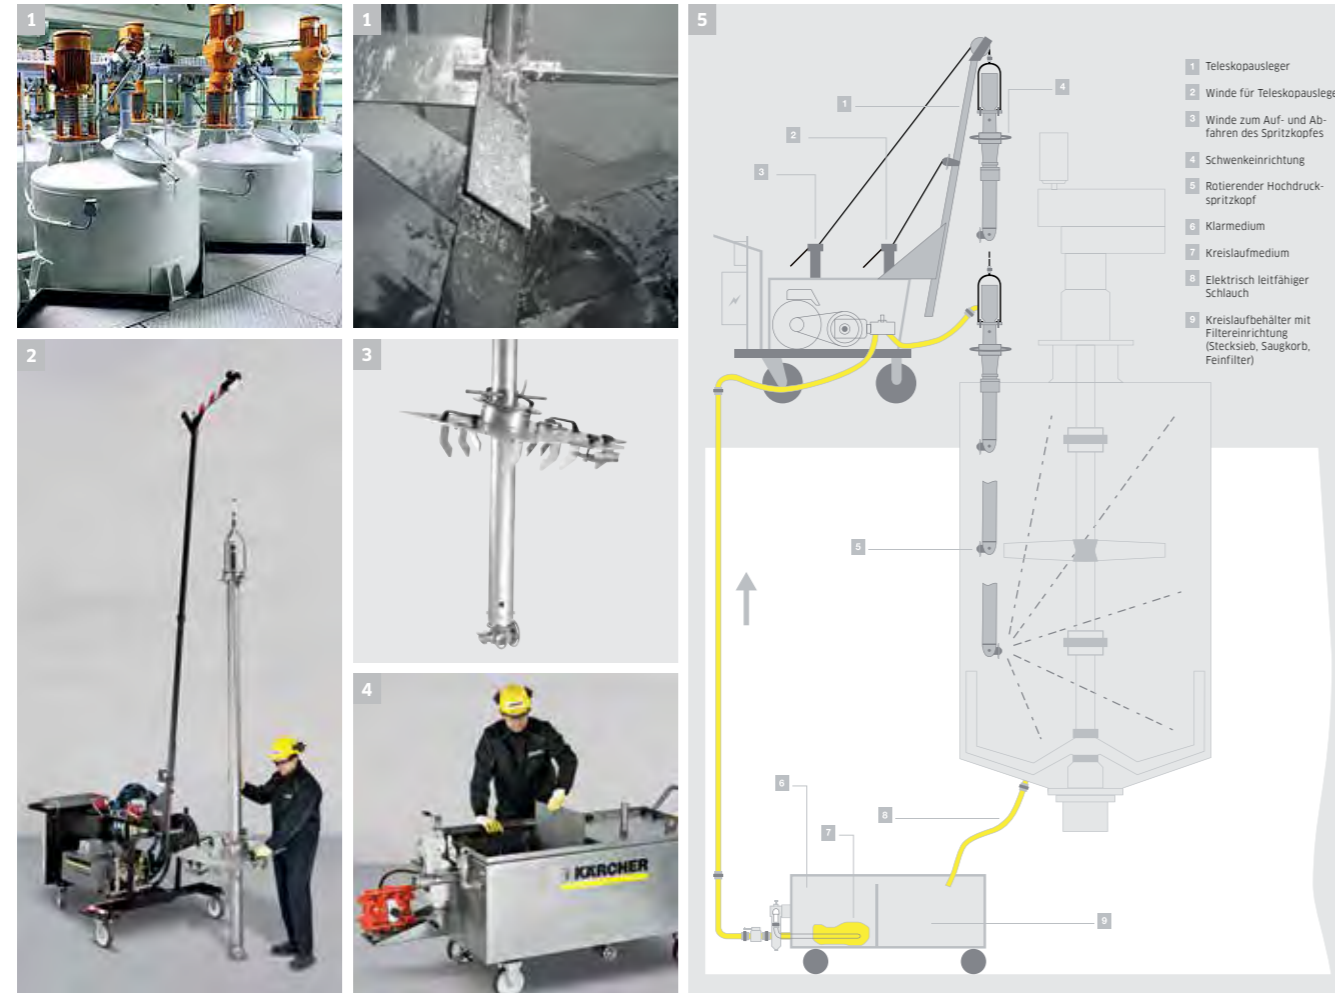 1
1
2
3
4
KÄRCHER
5
1
2
3
4
5
6
7
8
9
1 Teleskopausleger
2 Winde für Teleskopauslege
3 Winde zum Auf- und Ab-
fahren des Spritzkopfes
4 Schwenkeinrichtung
5 Rotierender Hochdruck-
spritzkopf
6 Klarmedium
7 Kreislaufmedium
8 Elektrisch leitfähiger
Schlauch
9 Kreislaufbehälter mit
Filtereinrichtung
(Stecksieb, Saugkorb,
Feinfilter)